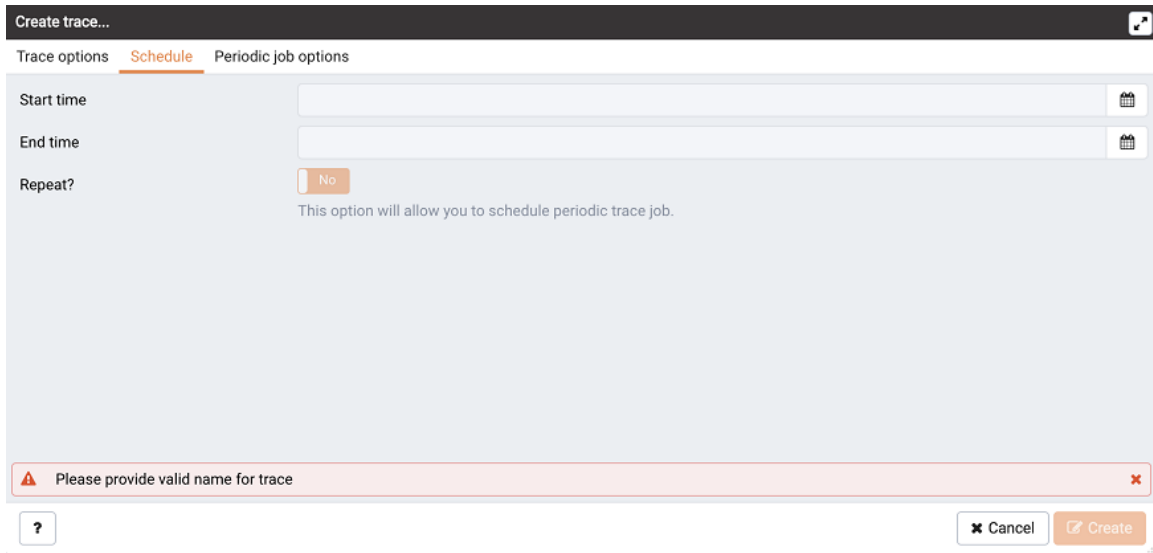 Create trace...
Trace options Schedule Periodic job options
Start time
End time
Repeat? No
This option will allow you to schedule periodic trace job.
Please provide valid name for trace
? Cancel Create